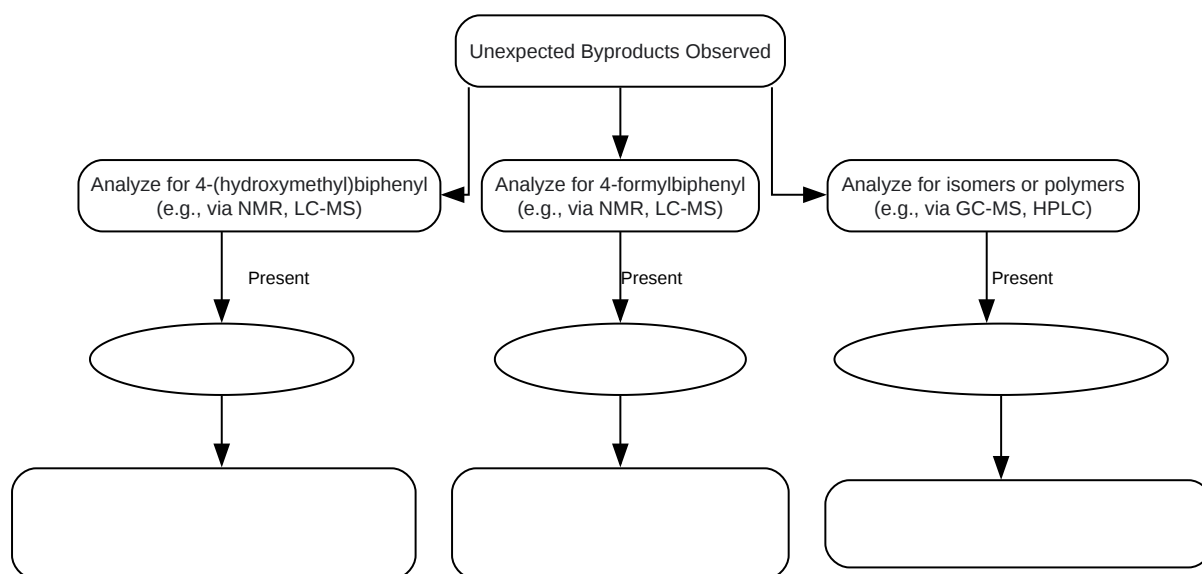 Unexpected Byproducts Observed
Analyze for 4-(hydroxymethyl)biphenyl
(e.g., via NMR, LC-MS)
Analyze for 4-formylbiphenyl
(e.g., via NMR, LC-MS)
Analyze for isomers or polymers
(e.g., via GC-MS, HPLC)
Present
Present
Present